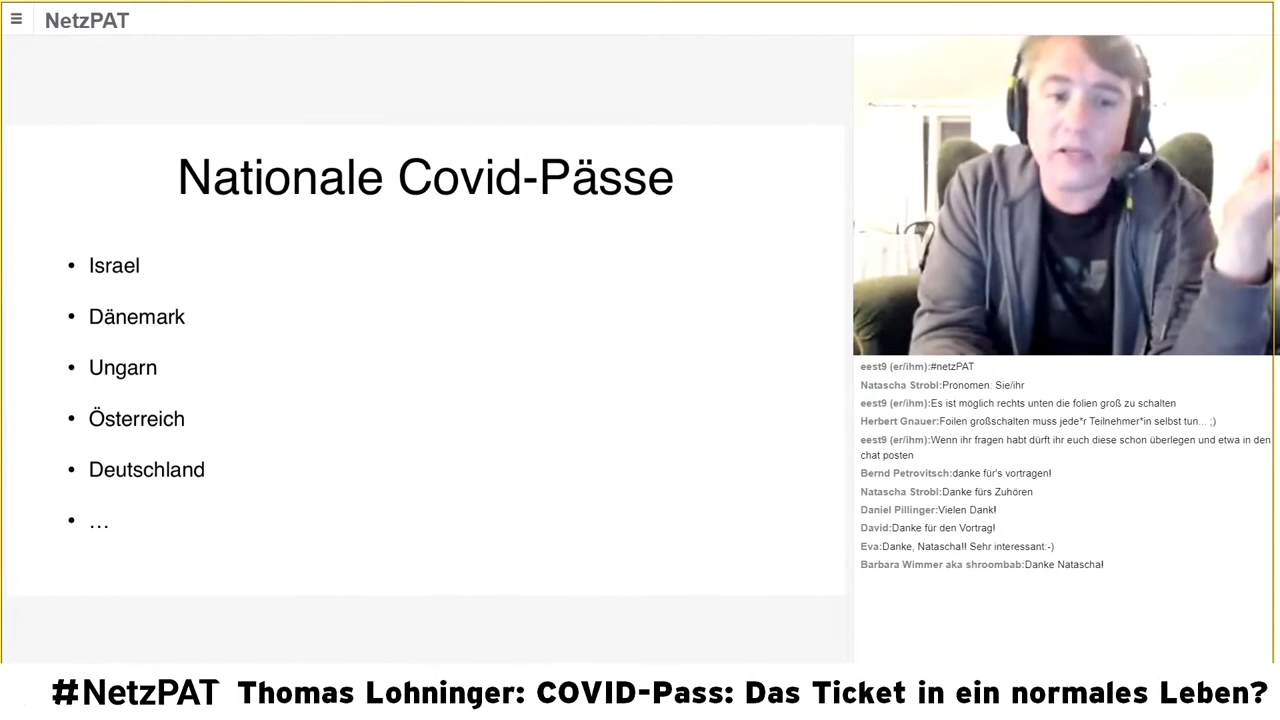 NetzPAT
Nationale Covid-Pässe
• Israel
• Dänemark
• Ungarn
• Österreich
• Deutschland
• …
eest9 (er/ihm):#netzPAT
Natascha Strobl:Pronomen: Sie/ihr
eest9 (er/ihm):Es ist möglich rechts unten die folien groß zu schalten
Herbert Gnauer:Foilen großschalten muss jede*r Teilnehmer*in selbst tun... ;)
eest9 (er/ihm):Wenn ihr fragen habt dürft ihr euch diese schon überlegen und etwa in den
chat posten
Bernd Petrovitsch:danke für's vortragen!
Natascha Strobl:Danke fürs Zuhören
Daniel Pillinger:Vielen Dank!
David:Danke für den Vortrag!
Eva:Danke, Natascha!! Sehr interessant:-)
Barbara Wimmer aka shroombab:Danke Natascha!
#NetzPAT Thomas Lohninger: COVID-Pass: Das Ticket in ein normales Leben?